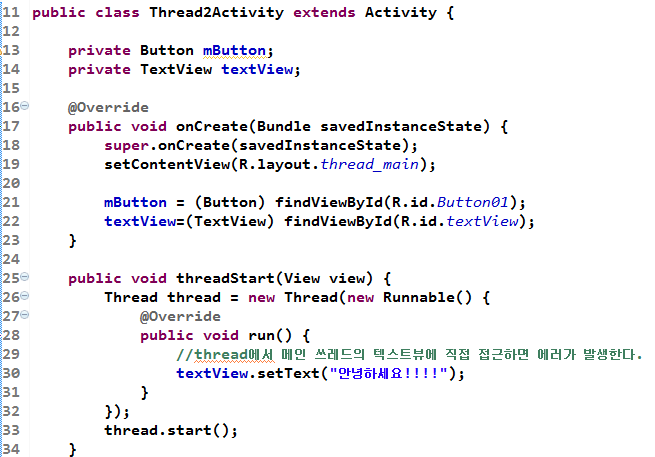 11 public class Thread2Activity extends Activity {
12
13     private Button mButton;
14     private TextView textView;
15
16     @Override
17     public void onCreate(Bundle savedInstanceState) {
18         super.onCreate(savedInstanceState);
19         setContentView(R.layout.thread_main);
20
21         mButton = (Button) findViewById(R.id.Button01);
22         textView=(TextView) findViewById(R.id.textView);
23     }
24
25     public void threadStart(View view) {
26         Thread thread = new Thread(new Runnable() {
27             @Override
28             public void run() {
29                 //thread에서 메인 쓰레드의 텍스트뷰에 직접 접근하면 에러가 발생한다.
30                 textView.setText("안녕하세요!!!!");
31             }
32         });
33         thread.start();
34     }